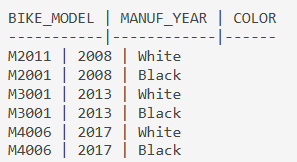 BIKE_MODEL | MANUF_YEAR | COLOR
-----------|------------|------
M2011 | 2008 | White
M2001 | 2008 | Black
M3001 | 2013 | White
M3001 | 2013 | Black
M4006 | 2017 | White
M4006 | 2017 | Black